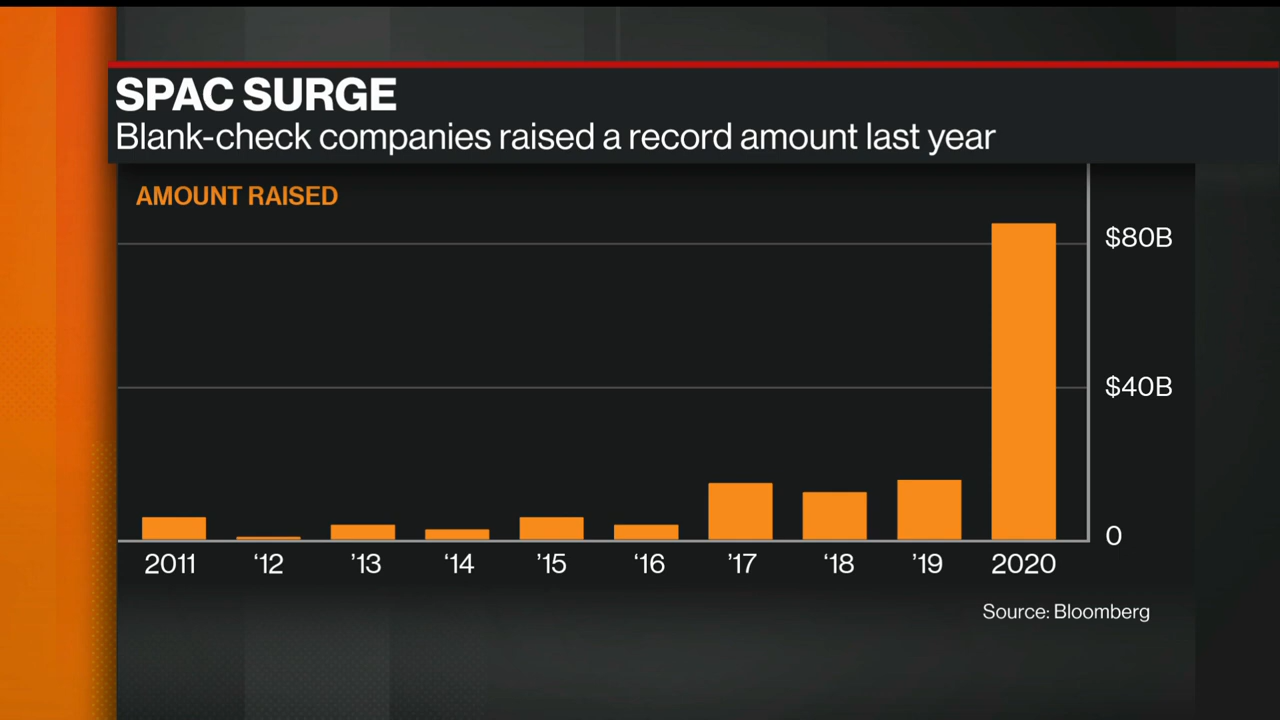 SPAC SURGE
Blank-check companies raised a record amount last year
AMOUNT RAISED
$80B
$40B
0
2011 ‘12 ’13 ‘14 ’15 ‘16 ’17 ‘18 ’19 2020
Source: Bloomberg